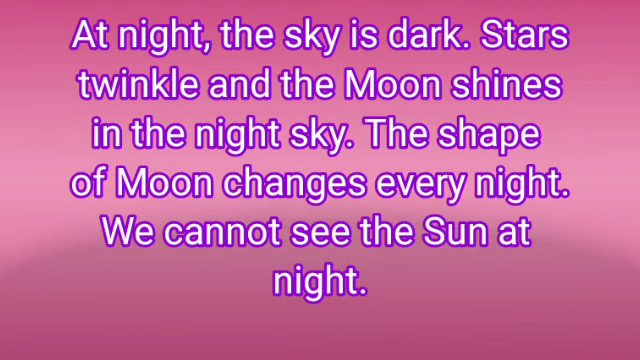 At night, the sky is dark. Stars
twinkle and the Moon shines
in the night sky. The shape
of Moon changes every night.
We cannot see the Sun at
night.